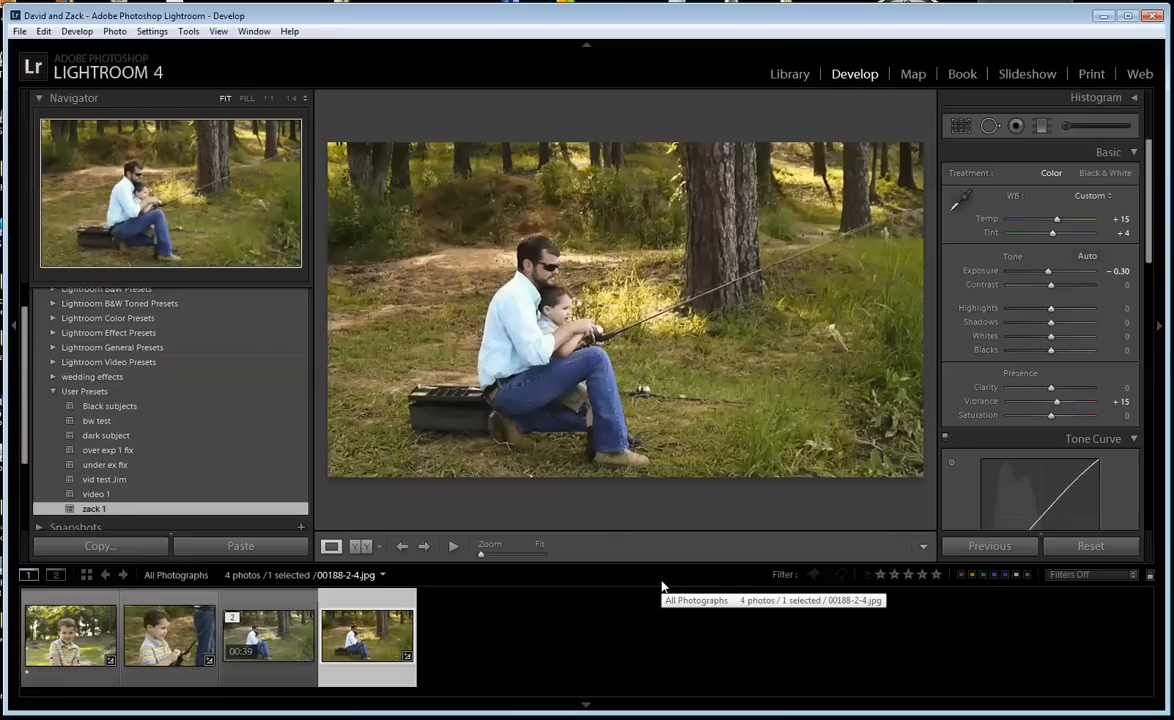 David and Zack - Adobe Photoshop Lightroom - Develop
File Edit Develop Photo Settings Tools View Window Help
Lr ADOBE PHOTOSHOP
LIGHTROOM 4
Library Develop Map Book Slideshow Print Web
Navigator FIT FILL 1:1 1:4
Histogram
Basic
Treatment : Color Black & White
WB : Custom
Temp + 15
Tint + 4
Tone Auto
Exposure - 0.30
Contrast 0
Highlights 0
Shadows 0
Whites 0
Blacks 0
Presence
Clarity 0
Vibrance + 15
Saturation 0
Tone Curve
Lightroom B&W Presets
Lightroom B&W Toned Presets
Lightroom Color Presets
Lightroom Effect Presets
Lightroom General Presets
Lightroom Video Presets
wedding effects
User Presets
Black subjects
bw test
dark subject
over exp 1 fix
under ex fix
vid test Jim
video 1
zack 1
Snapshots +
Copy... Paste
Y Y Zoom Fit
Previous Reset
1 2 All Photographs 4 photos / 1 selected / 00188-2-4.jpg
Filter : Filters Off
All Photographs 4 photos / 1 selected / 00188-2-4.jpg
2
00:39